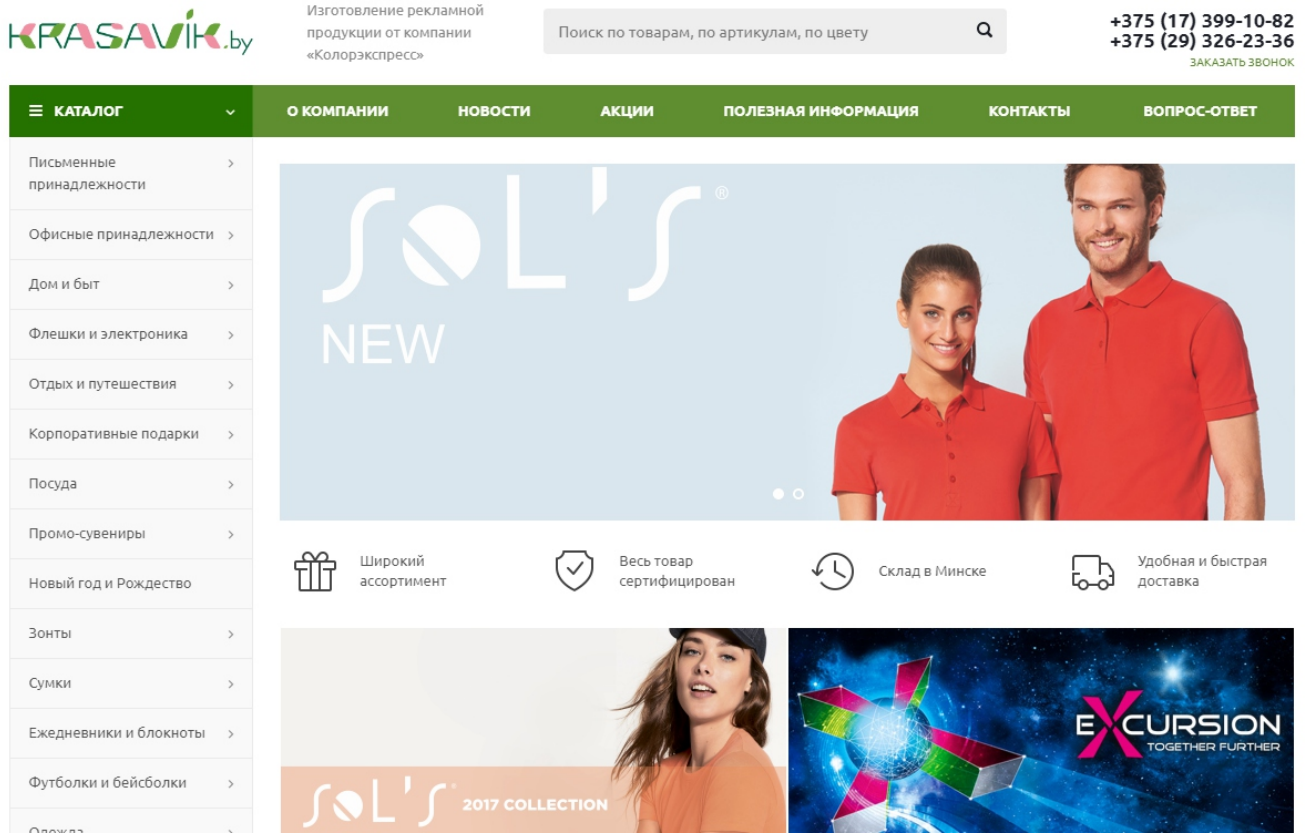 KRASAVIK.by
Изготовление рекламной
продукции от компании
«Колорэкспресс»
Поиск по товарам, по артикулам, по цвету
+375 (17) 399-10-82
+375 (29) 326-23-36
ЗАКАЗАТЬ ЗВОНОК
КАТАЛОГ
О КОМПАНИИ
НОВОСТИ
АКЦИИ
ПОЛЕЗНАЯ ИНФОРМАЦИЯ
КОНТАКТЫ
ВОПРОС-ОТВЕТ
Письменные
принадлежности
Офисные принадлежности
Дом и быт
Флешки и электроника
Отдых и путешествия
Корпоративные подарки
Посуда
Промо-сувениры
Новый год и Рождество
Зонты
Сумки
Ежедневники и блокноты
Футболки и бейсболки
Одежда
SOL'S®
NEW
Широкий
ассортимент
Весь товар
сертифицирован
Склад в Минске
Удобная и быстрая
доставка
SOL'S® 2017 COLLECTION
EXCURSION
TOGETHER FURTHER